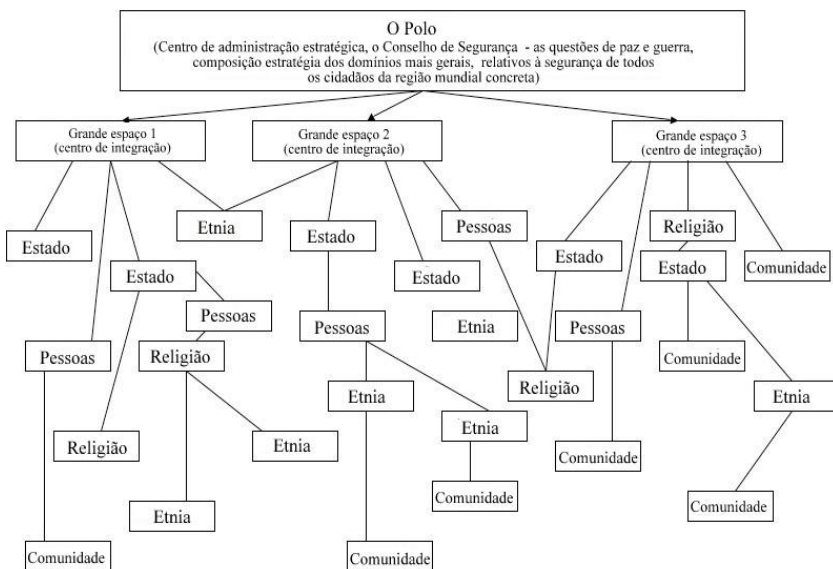 O Polo
(Centro de administração estratégica, o Conselho de Segurança - as questões de paz e guerra,
composição estratégia dos domínios mais gerais, relativos à segurança de todos
os cidadãos da região mundial concreta)
Grande espaço 1
(centro de integração)
Grande espaço 2
(centro de integração)
Grande espaço 3
(centro de integração)
Etnia
Pessoas
Religião
Estado
Estado
Estado
Estado
Comunidade
Estado
Estado
Pessoas
Pessoas
Etnia
Pessoas
Pessoas
Religião
Comunidade
Religião
Etnia
Etnia
Religião
Etnia
Etnia
Comunidade
Comunidade
Comunidade
Etnia
Comunidade
Comunidade